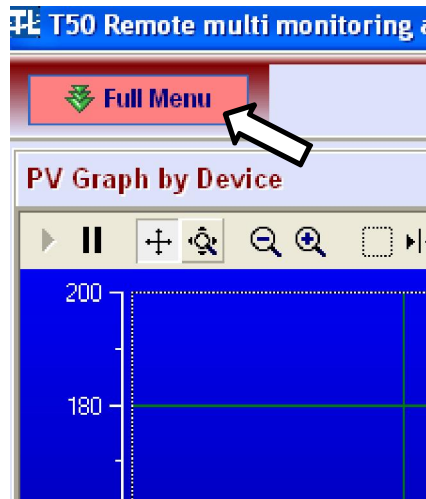 T50 Remote multi monitoring a
Full Menu
PV Graph by Device
200
180